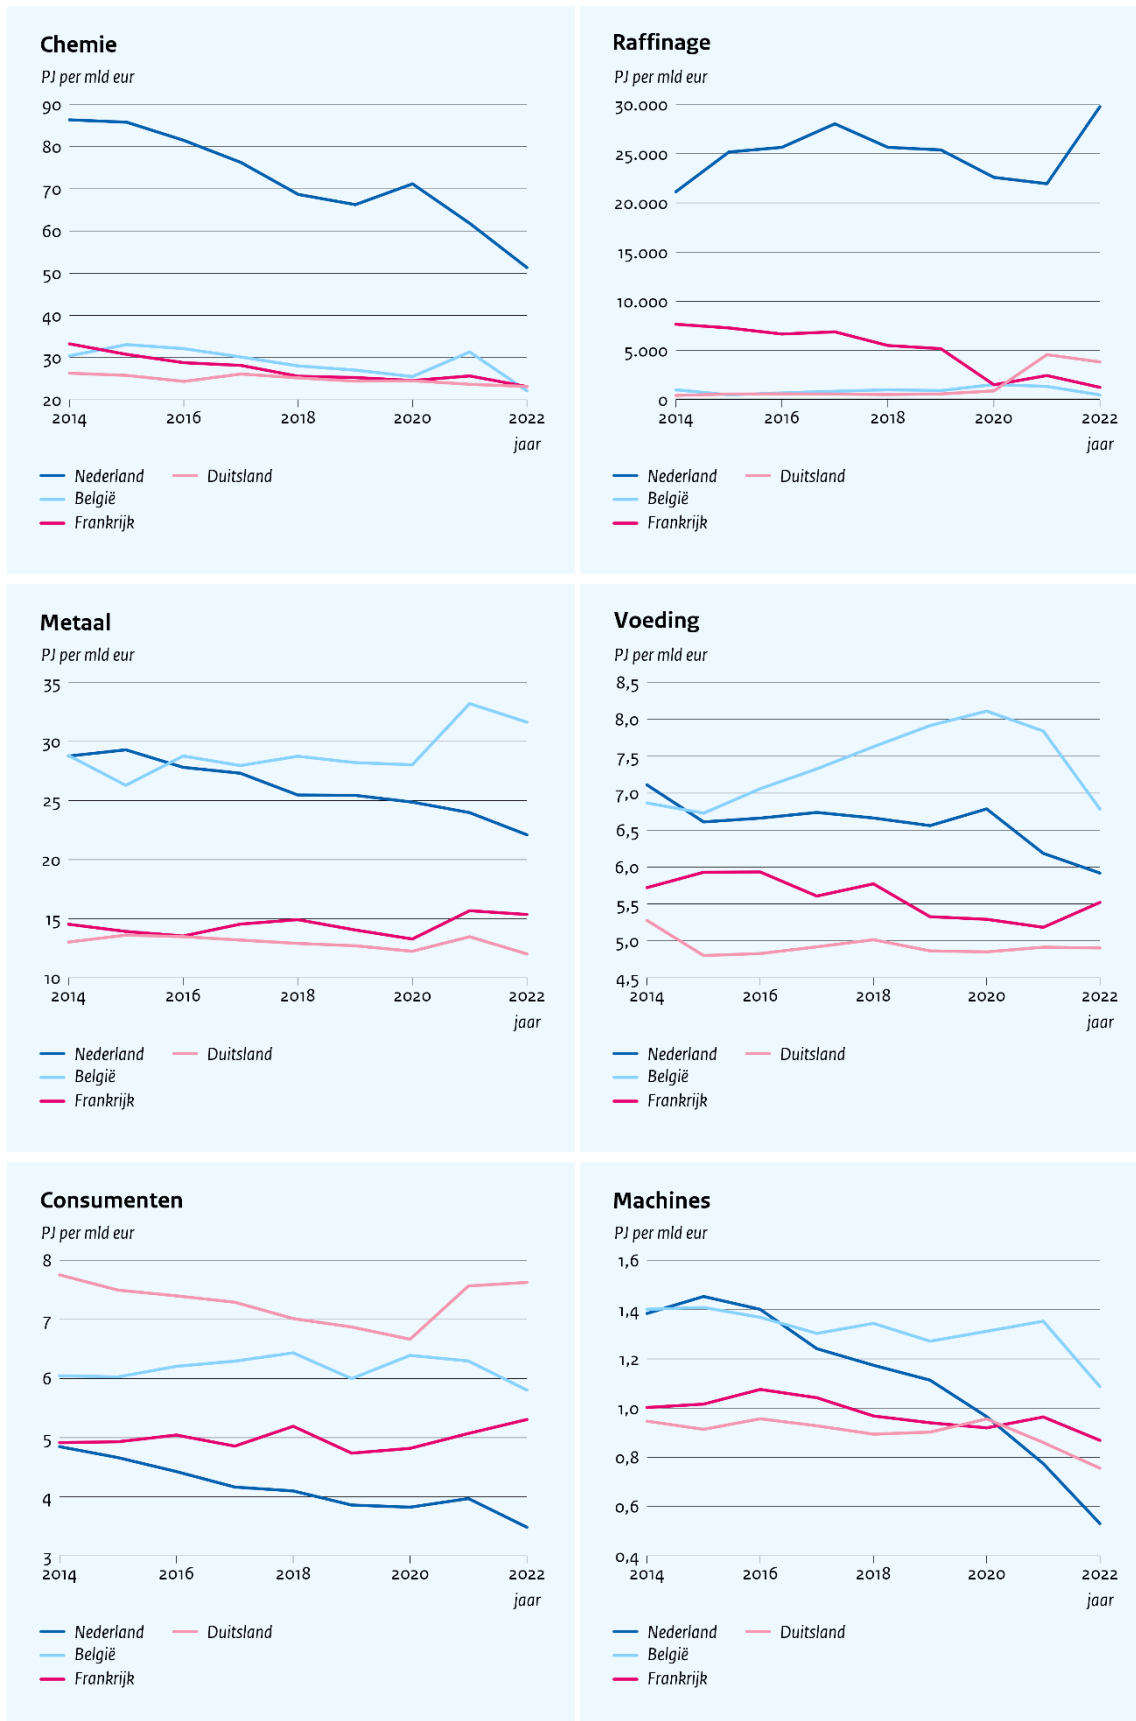 Chemie
PJ per mld eur
90
80
70
60
50
40
30
20
2014 2016 2018 2020 2022
jaar
Nederland Duitsland
België
Frankrijk
Raffinage
PJ per mld eur
30.000
25.000
20.000
15.000
10.000
5.000
0
2014 2016 2018 2020 2022
jaar
Nederland Duitsland
België
Frankrijk
Metaal
PJ per mld eur
35
30
25
20
15
10
2014 2016 2018 2020 2022
jaar
Nederland Duitsland
België
Frankrijk
Voeding
PJ per mld eur
8,5
8,0
7,5
7,0
6,5
6,0
5,5
5,0
4,5
2014 2016 2018 2020 2022
jaar
Nederland Duitsland
België
Frankrijk
Consumenten
PJ per mld eur
8
7
6
5
4
3
2014 2016 2018 2020 2022
jaar
Nederland Duitsland
België
Frankrijk
Machines
PJ per mld eur
1,6
1,4
1,2
1,0
0,8
0,6
0,4
2014 2016 2018 2020 2022
jaar
Nederland Duitsland
België
Frankrijk